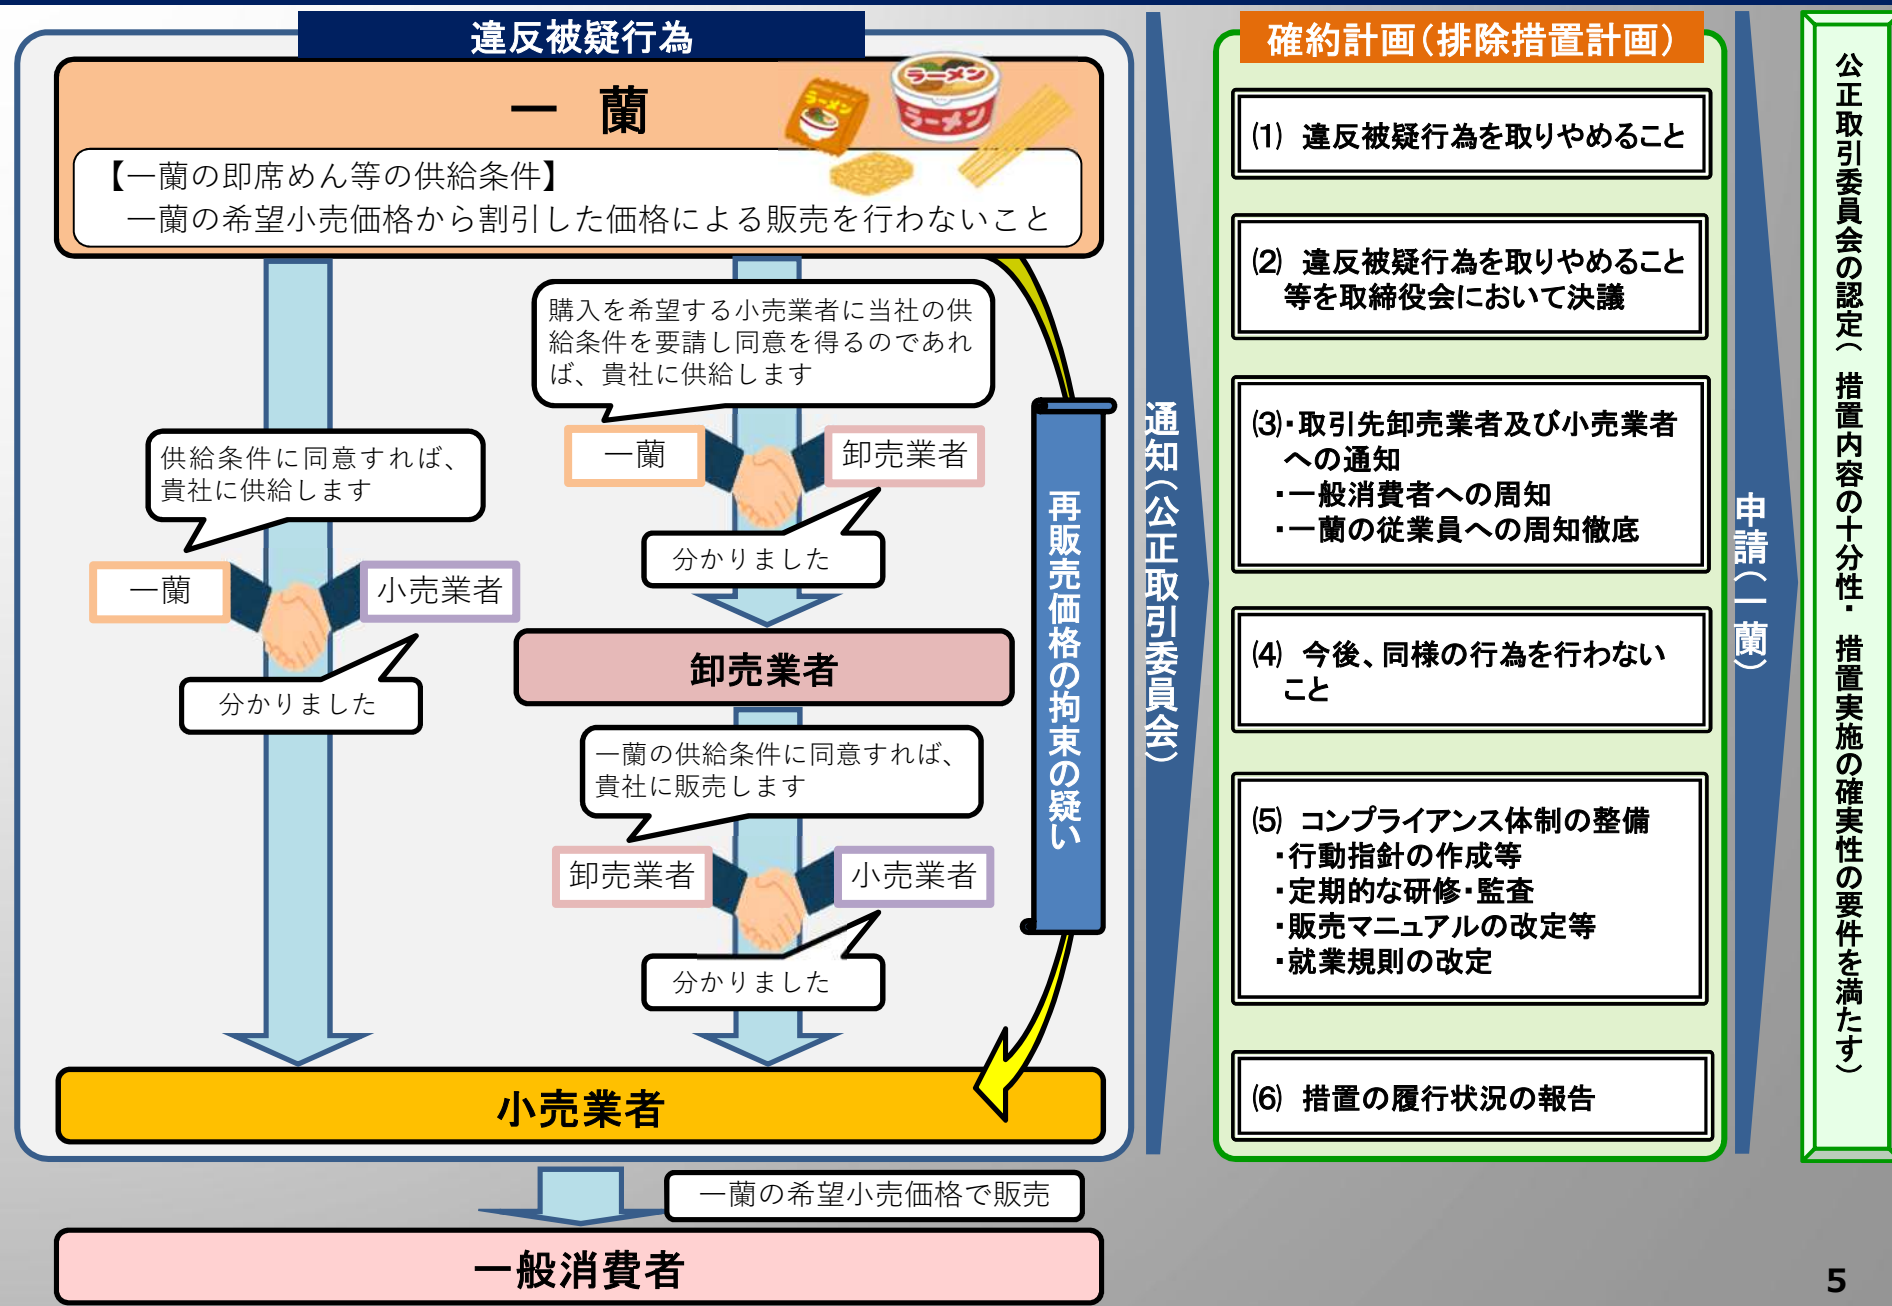 違反被疑行為
一 蘭
ラーメン
ラーメン
ラーメン
【一蘭の即席めん等の供給条件】
一蘭の希望小売価格から割引した価格による販売を行わないこと
購入を希望する小売業者に当社の供
給条件を要請し同意を得るのであれ
ば、貴社に供給します
一蘭
卸売業者
分かりました
供給条件に同意すれば、
貴社に供給します
一蘭
小売業者
分かりました
卸売業者
一蘭の供給条件に同意すれば、
貴社に販売します
卸売業者
小売業者
分かりました
再販売価格の拘束の疑い
小売業者
一蘭の希望小売価格で販売
一般消費者
通知（公正取引委員会）
確約計画（排除措置計画）
⑴ 違反被疑行為を取りやめること
⑵ 違反被疑行為を取りやめること
等を取締役会において決議
⑶・取引先卸売業者及び小売業者
への通知
・一般消費者への周知
・一蘭の従業員への周知徹底
⑷ 今後、同様の行為を行わない
こと
⑸ コンプライアンス体制の整備
・行動指針の作成等
・定期的な研修・監査
・販売マニュアルの改定等
・就業規則の改定
⑹ 措置の履行状況の報告
申請（一蘭）
公正取引委員会の認定（措置内容の十分性・措置実施の確実性の要件を満たす）
5